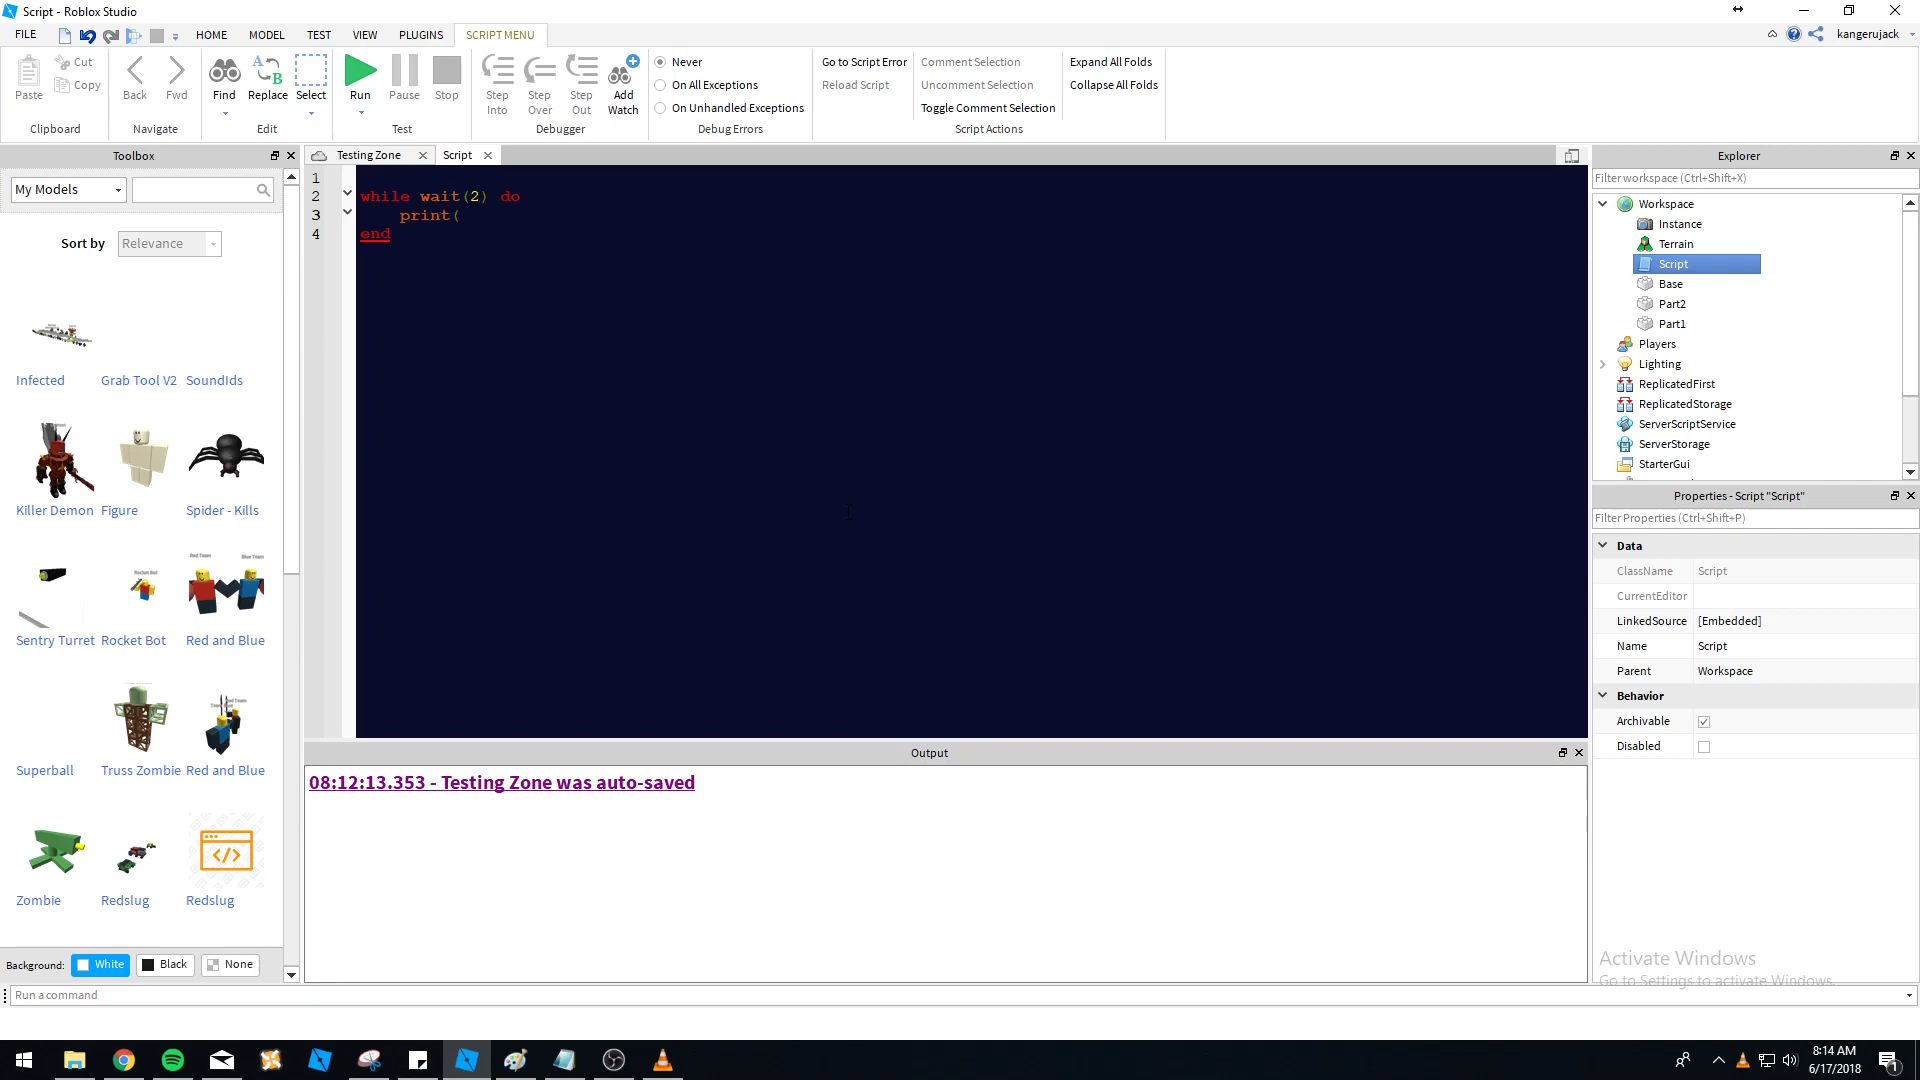 Script - Roblox Studio
FILE HOME MODEL TEST VIEW PLUGINS SCRIPT MENU kangerujack
Paste Cut Copy Back Fwd Find Replace Select Run Pause Stop Step Into Step Over Step Out Add Watch
Clipboard Navigate Edit Test Debugger
Never
On All Exceptions
On Unhandled Exceptions
Debug Errors
Go to Script Error
Reload Script
Comment Selection
Uncomment Selection
Toggle Comment Selection
Expand All Folds
Collapse All Folds
Script Actions
Toolbox
My Models
Sort by Relevance
Infected Grab Tool V2 SoundIds
Killer Demon Figure Spider - Kills
Sentry Turret Rocket Bot Red and Blue
Superball Truss Zombie Red and Blue
Zombie Redslug Redslug
Background: White Black None
Testing Zone Script
1
2 while wait(2) do
3 print(
4 end
Output
08:12:13.353 - Testing Zone was auto-saved
Explorer
Filter workspace (Ctrl+Shift+X)
Workspace
Instance
Terrain
Script
Base
Part2
Part1
Players
Lighting
ReplicatedFirst
ReplicatedStorage
ServerScriptService
ServerStorage
StarterGui
Properties - Script "Script"
Filter Properties (Ctrl+Shift+P)
Data
ClassName Script
CurrentEditor
LinkedSource [Embedded]
Name Script
Parent Workspace
Behavior
Archivable
Disabled
Activate Windows
Go to Settings to activate Windows.
Run a command
8:14 AM
6/17/2018
1